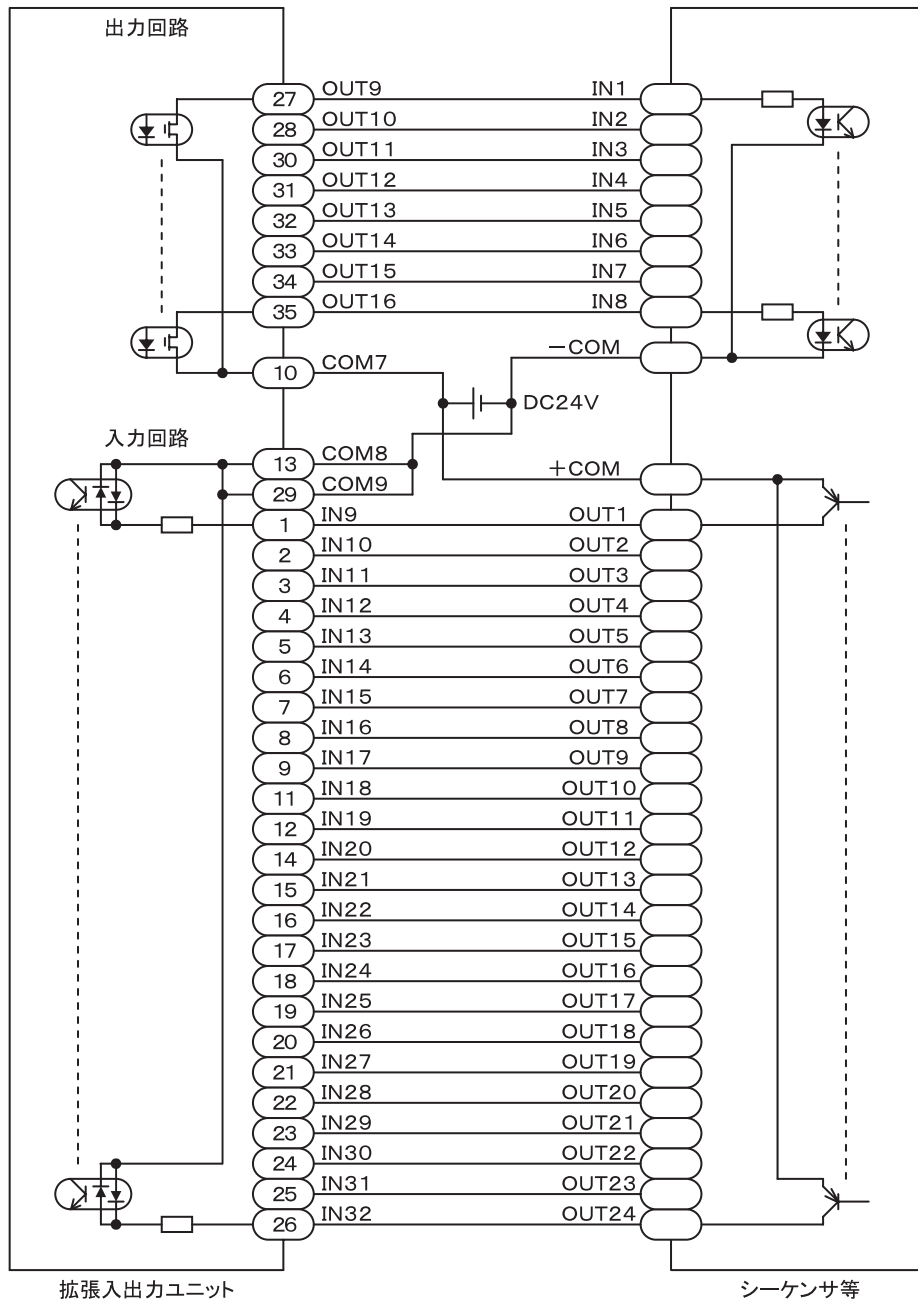 出力回路
27 OUT9 IN1
28 OUT10 IN2
30 OUT11 IN3
31 OUT12 IN4
32 OUT13 IN5
33 OUT14 IN6
34 OUT15 IN7
35 OUT16 IN8
－COM
10 COM7
DC24V
入力回路
13 COM8
＋COM
29 COM9
1 IN9 OUT1
2 IN10 OUT2
3 IN11 OUT3
4 IN12 OUT4
5 IN13 OUT5
6 IN14 OUT6
7 IN15 OUT7
8 IN16 OUT8
9 IN17 OUT9
11 IN18 OUT10
12 IN19 OUT11
14 IN20 OUT12
15 IN21 OUT13
16 IN22 OUT14
17 IN23 OUT15
18 IN24 OUT16
19 IN25 OUT17
20 IN26 OUT18
21 IN27 OUT19
22 IN28 OUT20
23 IN29 OUT21
24 IN30 OUT22
25 IN31 OUT23
26 IN32 OUT24
拡張入出力ユニット シーケンサ等